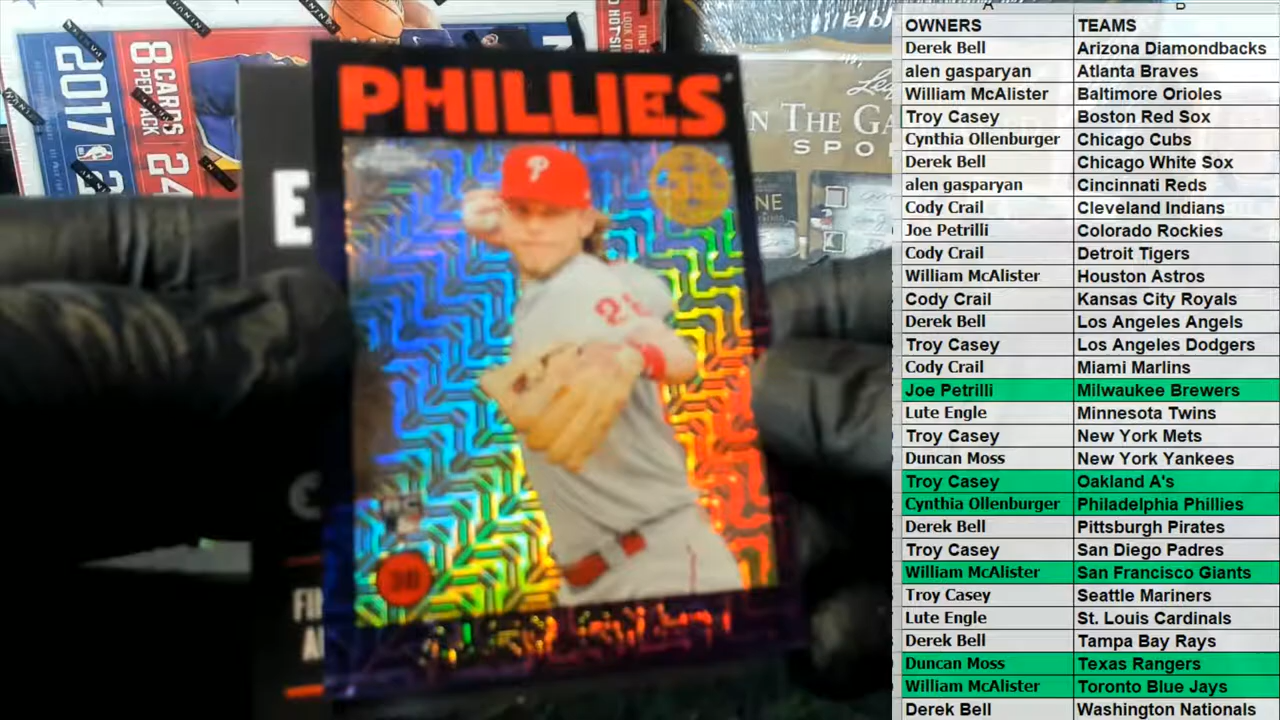 A B
OWNERS TEAMS
Derek Bell Arizona Diamondbacks
alen gasparyan Atlanta Braves
William McAlister Baltimore Orioles
Troy Casey Boston Red Sox
Cynthia Ollenburger Chicago Cubs
Derek Bell Chicago White Sox
alen gasparyan Cincinnati Reds
Cody Crail Cleveland Indians
Joe Petrilli Colorado Rockies
Cody Crail Detroit Tigers
William McAlister Houston Astros
Cody Crail Kansas City Royals
Derek Bell Los Angeles Angels
Troy Casey Los Angeles Dodgers
Cody Crail Miami Marlins
Joe Petrilli Milwaukee Brewers
Lute Engle Minnesota Twins
Troy Casey New York Mets
Duncan Moss New York Yankees
Troy Casey Oakland A's
Cynthia Ollenburger Philadelphia Phillies
Derek Bell Pittsburgh Pirates
Troy Casey San Diego Padres
William McAlister San Francisco Giants
Troy Casey Seattle Mariners
Lute Engle St. Louis Cardinals
Derek Bell Tampa Bay Rays
Duncan Moss Texas Rangers
William McAlister Toronto Blue Jays
Derek Bell Washington Nationals
PHILLIES
P
3B
2017
8 CARDS
PER PACK
24
IN THE GA
SPO
E
FI
A